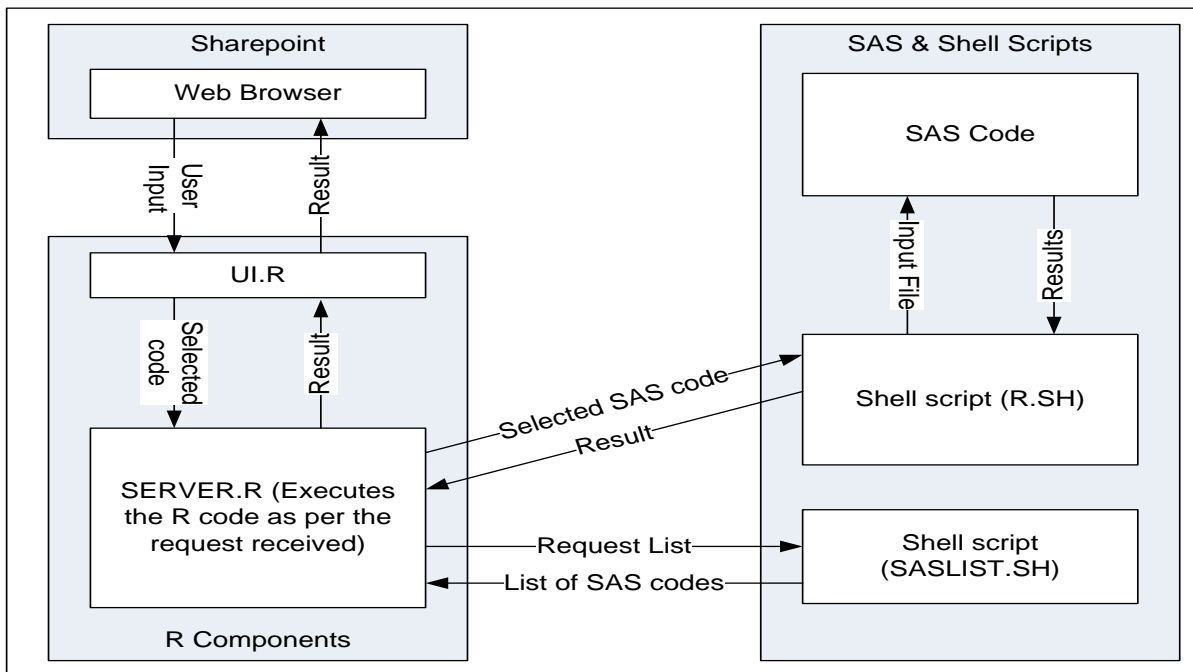 Sharepoint
Web Browser
User
Input
Result
UI.R
Selected
code
Result
SERVER.R (Executes
the R code as per the
request received)
R Components
Selected SAS code
Result
Request List
List of SAS codes
SAS & Shell Scripts
SAS Code
Input File
Results
Shell script (R.SH)
Shell script
(SASLIST.SH)